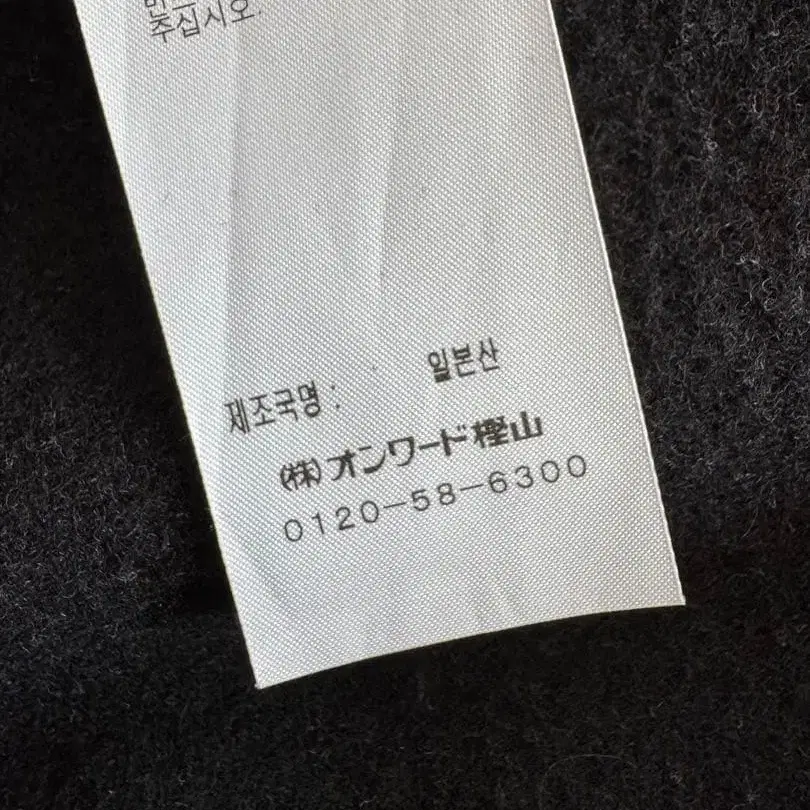 주십시오.
제조국명 : 일본산
(株)オンワード樫山
0120-58-6300